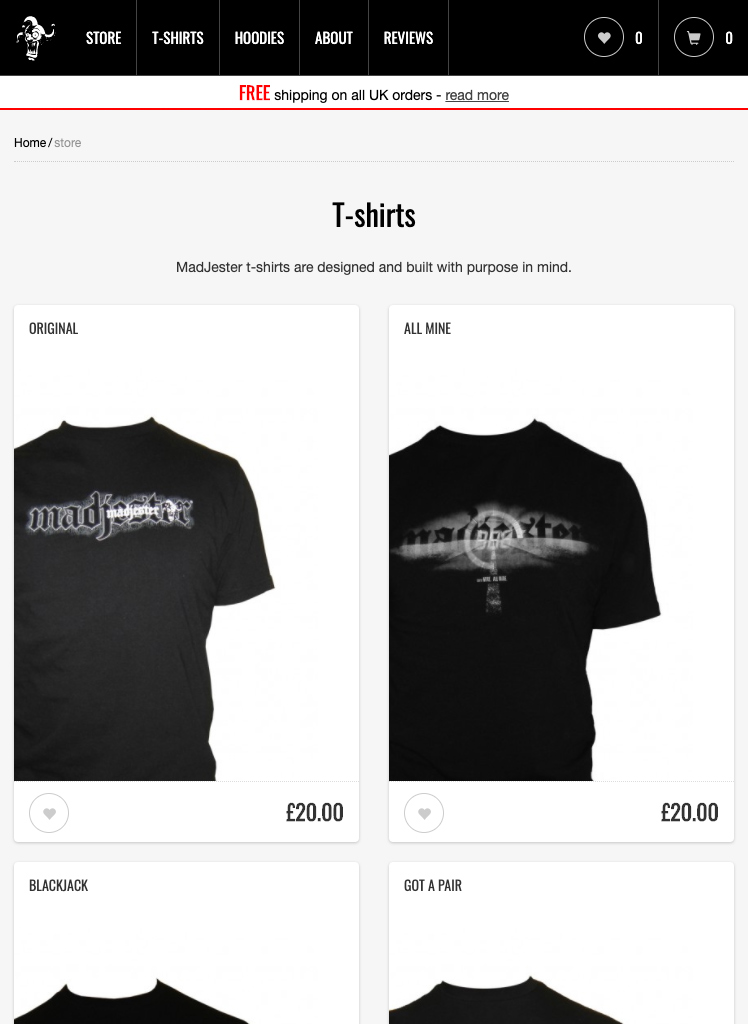 STORE T-SHIRTS HOODIES ABOUT REVIEWS 0 0
FREE shipping on all UK orders - read more
Home / store
T-shirts
MadJester t-shirts are designed and built with purpose in mind.
ORIGINAL
madjester
madjester
£20.00
ALL MINE
madjester
£20.00
BLACKJACK
GOT A PAIR